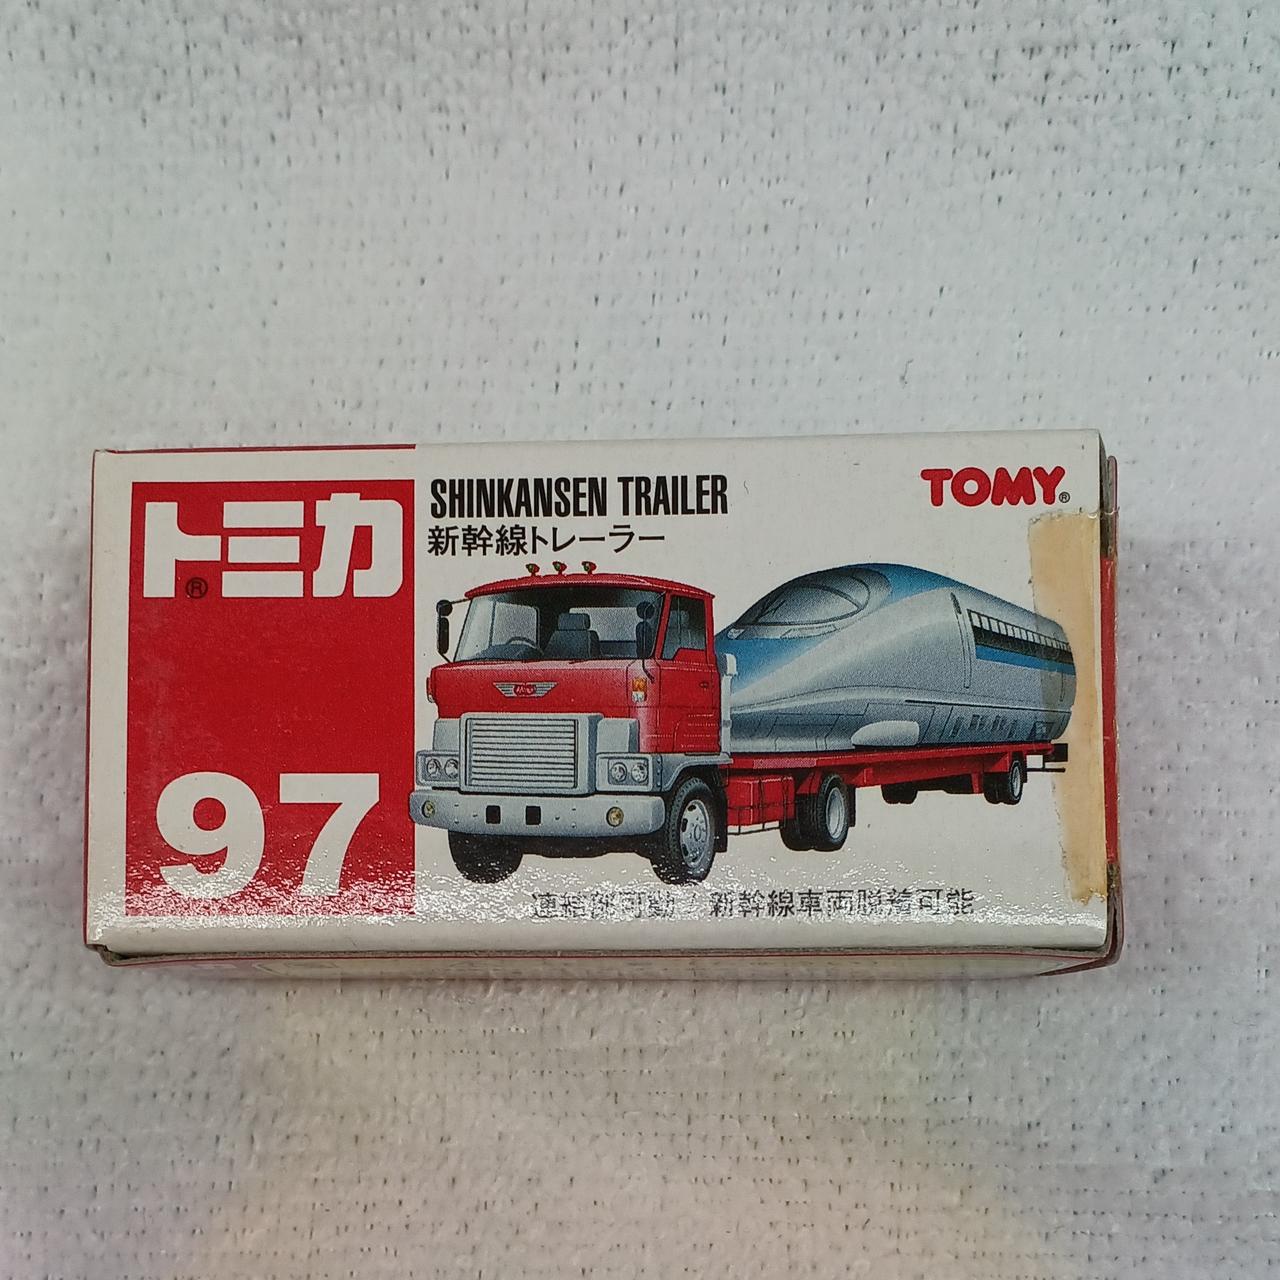 トミカ®
97
SHINKANSEN TRAILER
新幹線トレーラー
TOMY®
連結部可動/新幹線車両脱着可能